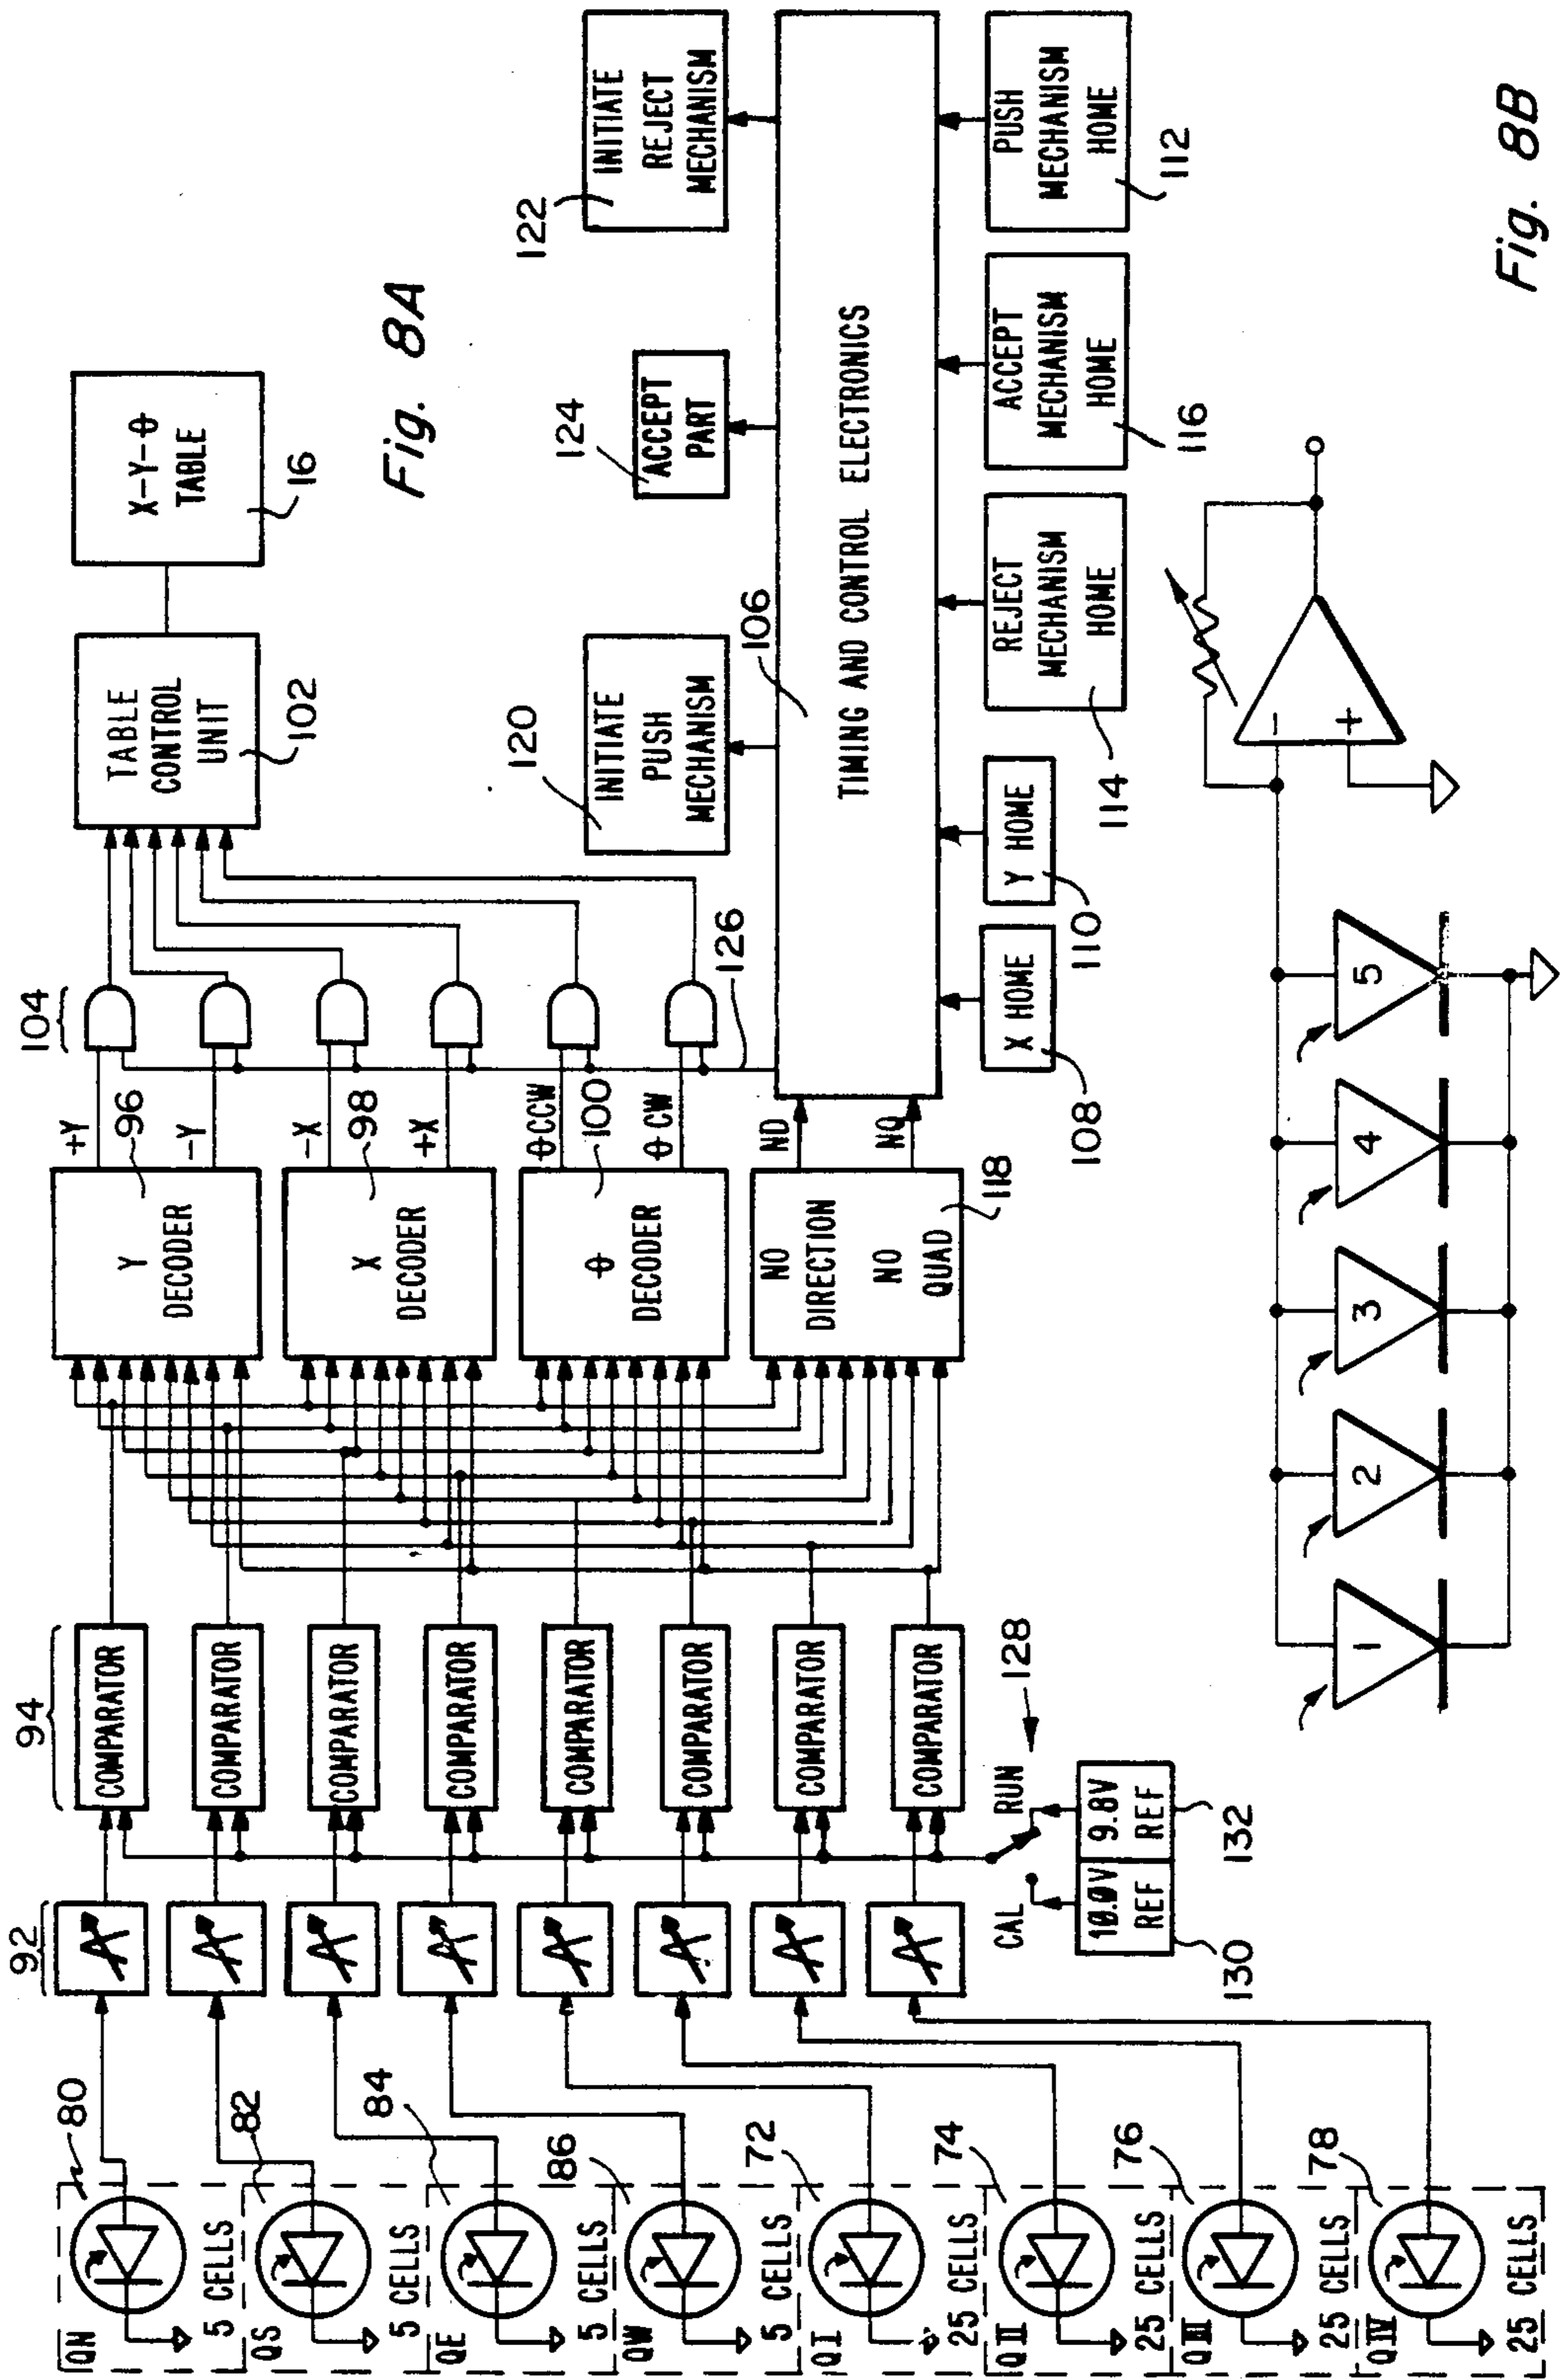 Fig. 8A
80
QN
5 CELLS
82
QS
5 CELLS
84
QE
5 CELLS
86
QW
5 CELLS
72
QI
25 CELLS
74
QII
25 CELLS
76
QIII
25 CELLS
78
QIV
25 CELLS
92
94
COMPARATOR
COMPARATOR
COMPARATOR
COMPARATOR
COMPARATOR
COMPARATOR
COMPARATOR
COMPARATOR
CAL
RUN
128
10.0V
REF
9.8V
REF
130
132
Y
DECODER
96
+Y
-Y
X
DECODER
98
-X
+X
θ
DECODER
100
θCCW
θCW
NO
DIRECTION
NO
QUAD
118
ND
NQ
104
126
TABLE
CONTROL
UNIT
102
X-Y-θ
TABLE
16
106
TIMING AND CONTROL ELECTRONICS
120
INITIATE
PUSH
MECHANISM
124
ACCEPT
PART
122
INITIATE
REJECT
MECHANISM
X HOME
108
Y HOME
110
REJECT
MECHANISM
HOME
114
ACCEPT
MECHANISM
HOME
116
PUSH
MECHANISM
HOME
112
1
2
3
4
5
-
+
Fig. 8B